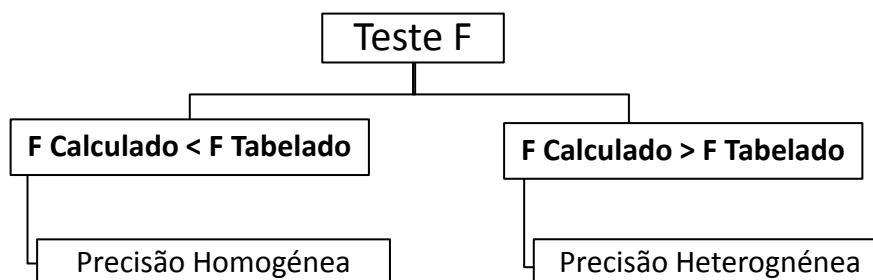 Teste F
F Calculado < F Tabelado
F Calculado > F Tabelado
Precisão Homogénea
Precisão Heterognénea